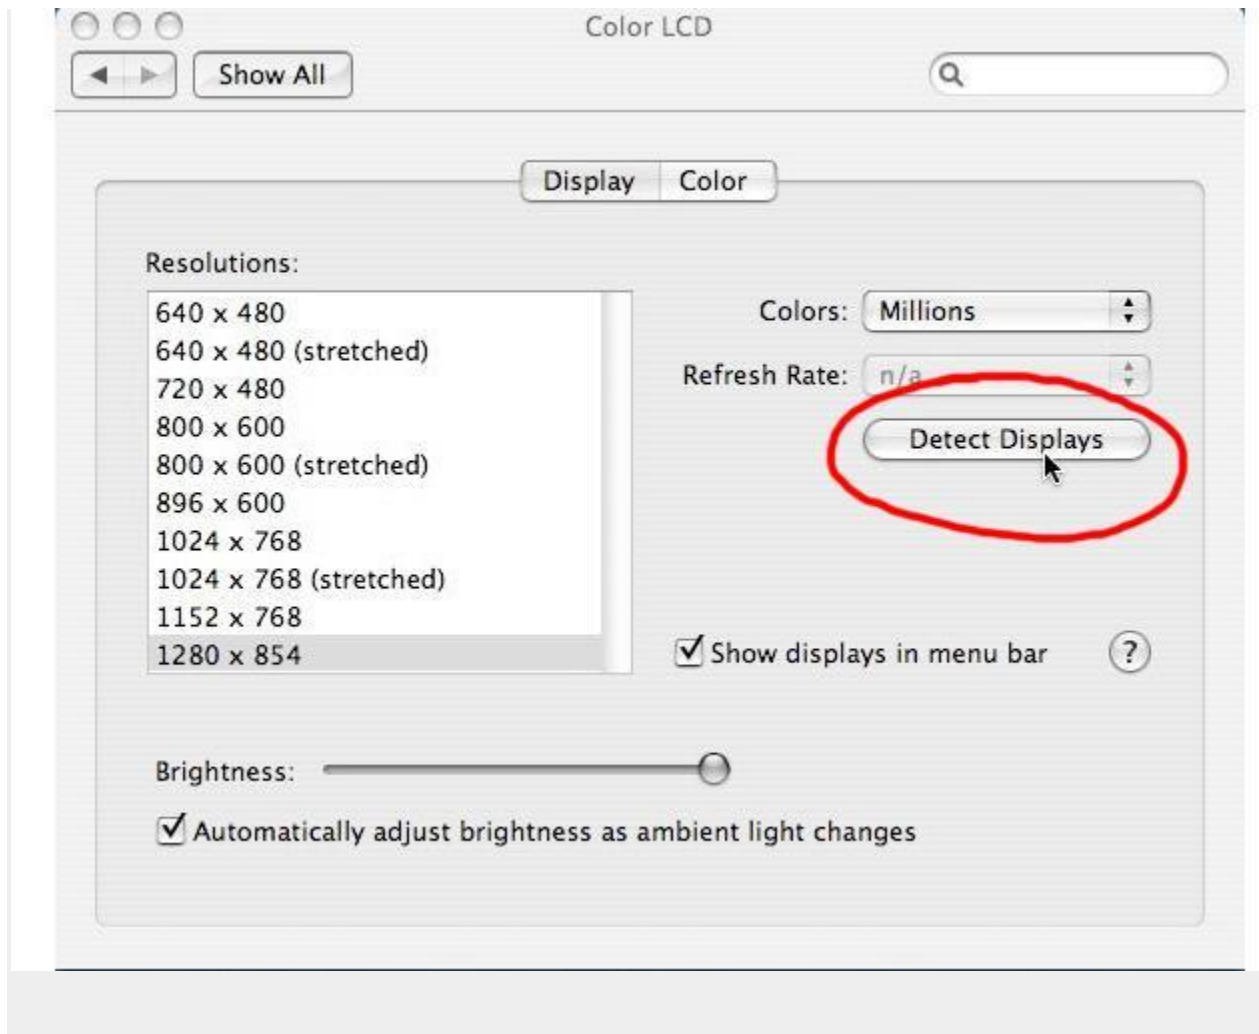 Color LCD
Show All
Display Color
Resolutions:
640 x 480
640 x 480 (stretched)
720 x 480
800 x 600
800 x 600 (stretched)
896 x 600
1024 x 768
1024 x 768 (stretched)
1152 x 768
1280 x 854
Colors: Millions
Refresh Rate: n/a
Detect Displays
Show displays in menu bar ?
Brightness:
Automatically adjust brightness as ambient light changes